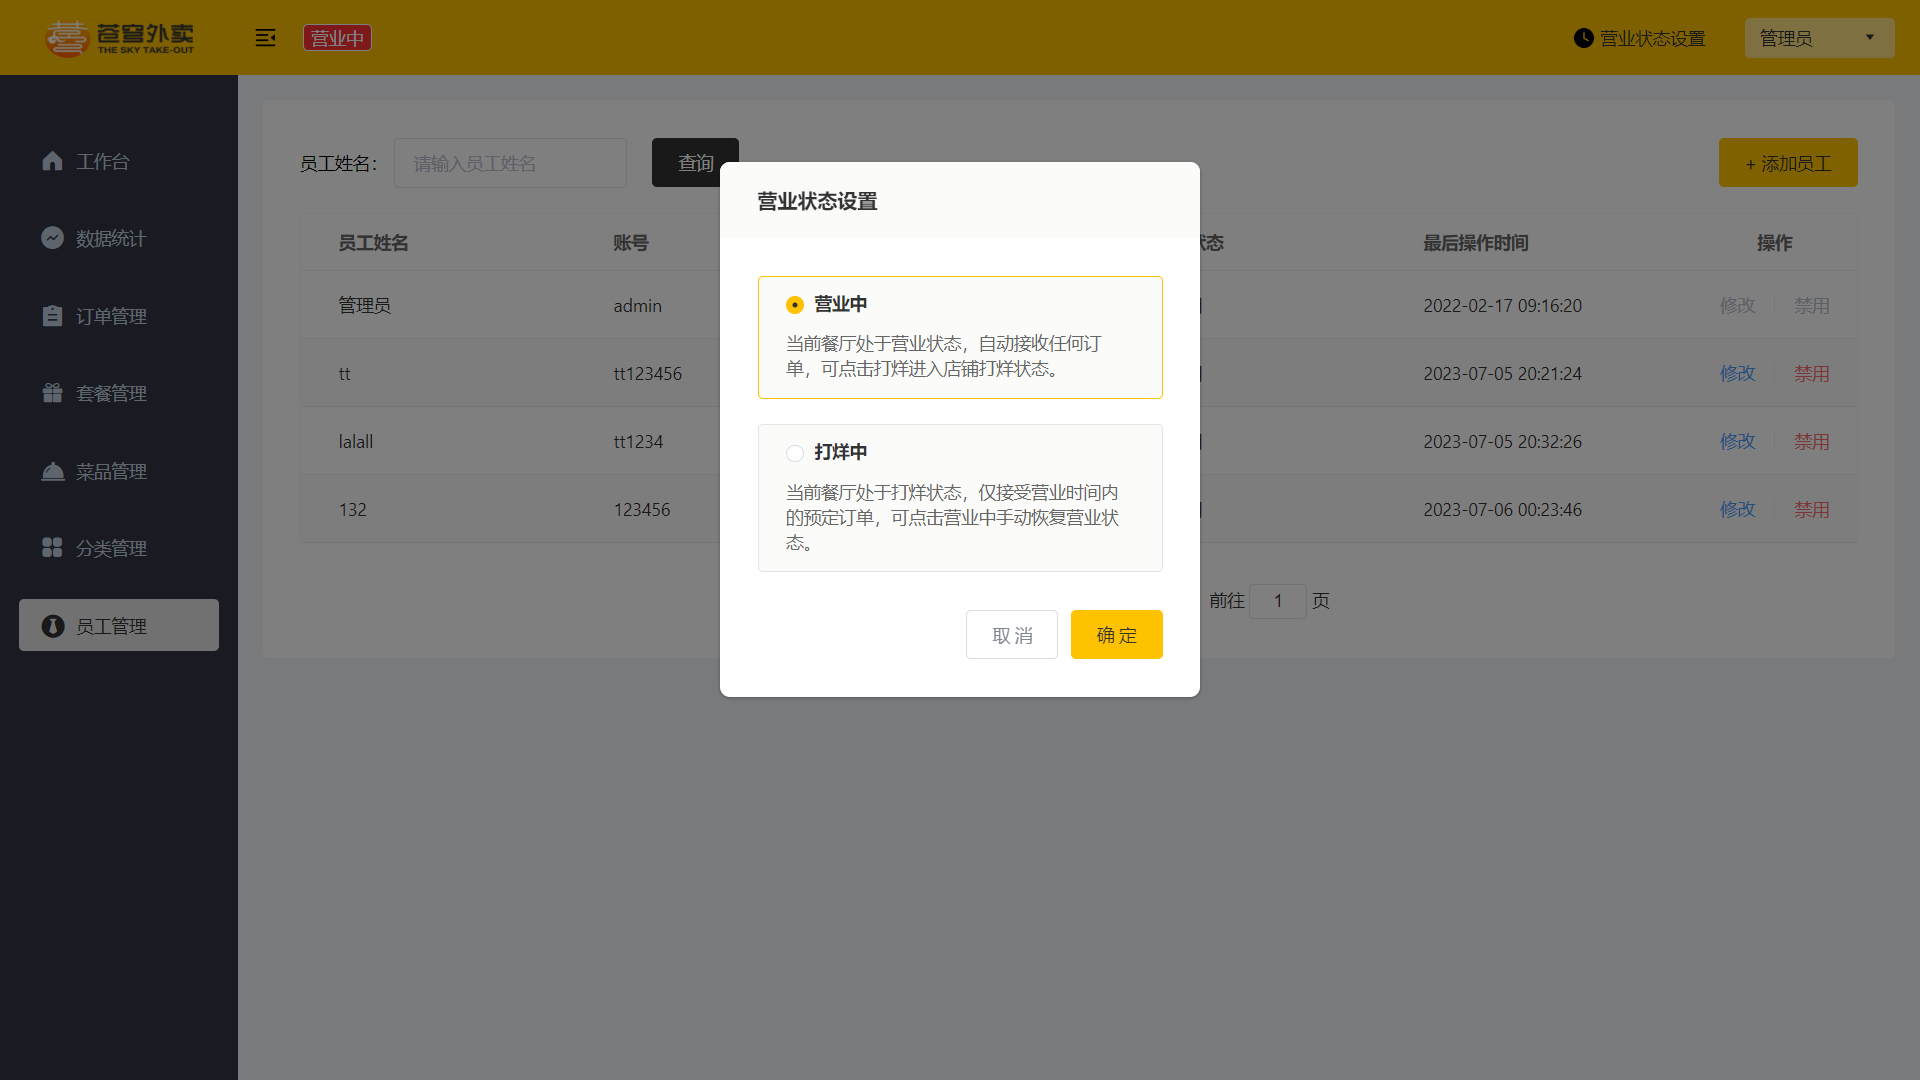 苍穹外卖
THE SKY TAKE-OUT
营业中
营业状态设置
管理员
工作台
数据统计
订单管理
套餐管理
菜品管理
分类管理
员工管理
员工姓名：
请输入员工姓名
查询
+ 添加员工
员工姓名 账号 态 最后操作时间 操作
管理员 admin 2022-02-17 09:16:20 修改 禁用
tt tt123456 2023-07-05 20:21:24 修改 禁用
lalall tt1234 2023-07-05 20:32:26 修改 禁用
132 123456 2023-07-06 00:23:46 修改 禁用
前往 1 页
营业状态设置
营业中
当前餐厅处于营业状态，自动接收任何订
单，可点击打烊进入店铺打烊状态。
打烊中
当前餐厅处于打烊状态，仅接受营业时间内
的预定订单，可点击营业中手动恢复营业状
态。
取 消
确 定